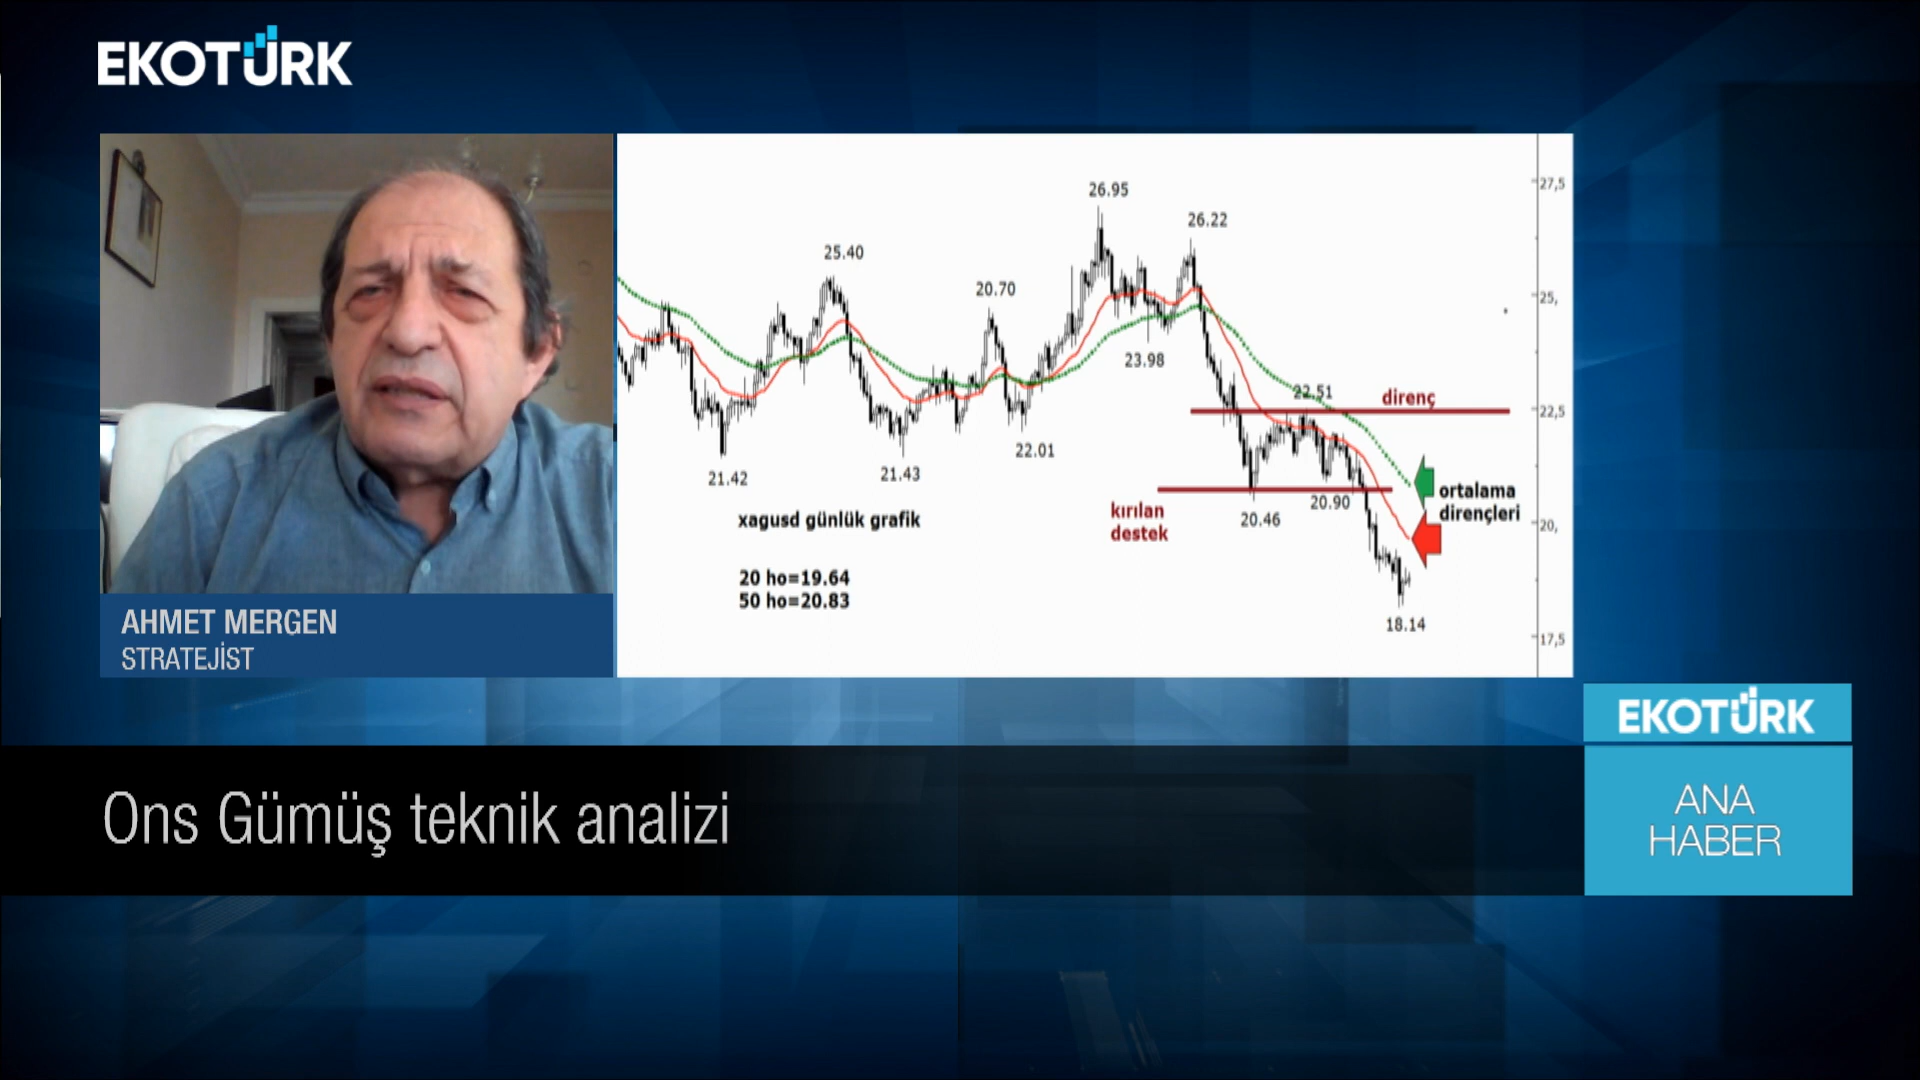 EKOTÜRK
26.95
26.22
25.40
20.70
23.98
22.51
direnç
21.42
21.43
22.01
20.46
20.90
kırılan
destek
ortalama
dirençleri
xagusd günlük grafik
20 ho=19.64
50 ho=20.83
18.14
27,5
25,
22,5
20,
17,5
AHMET MERGEN
STRATEJİST
EKOTÜRK
ANA
HABER
Ons Gümüş teknik analizi